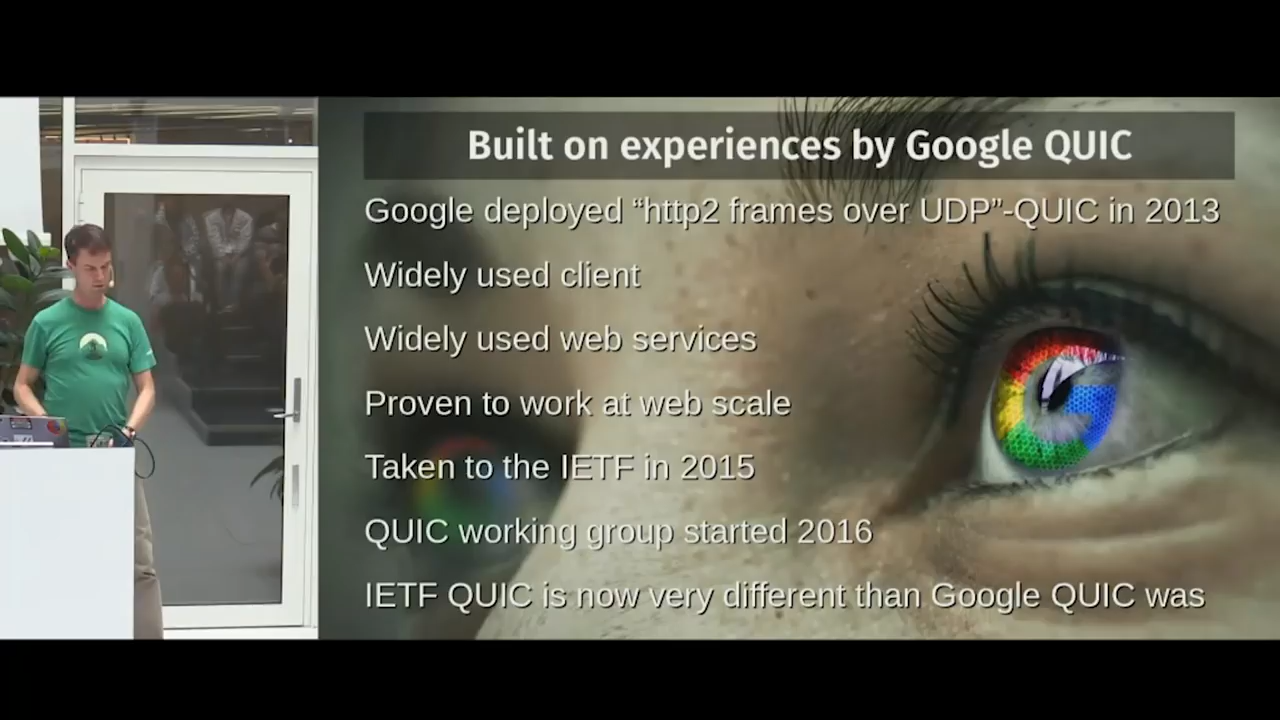 Built on experiences by Google QUIC
Google deployed “http2 frames over UDP”-QUIC in 2013
Widely used client
Widely used web services
Proven to work at web scale
Taken to the IETF in 2015
QUIC working group started 2016
IETF QUIC is now very different than Google QUIC was